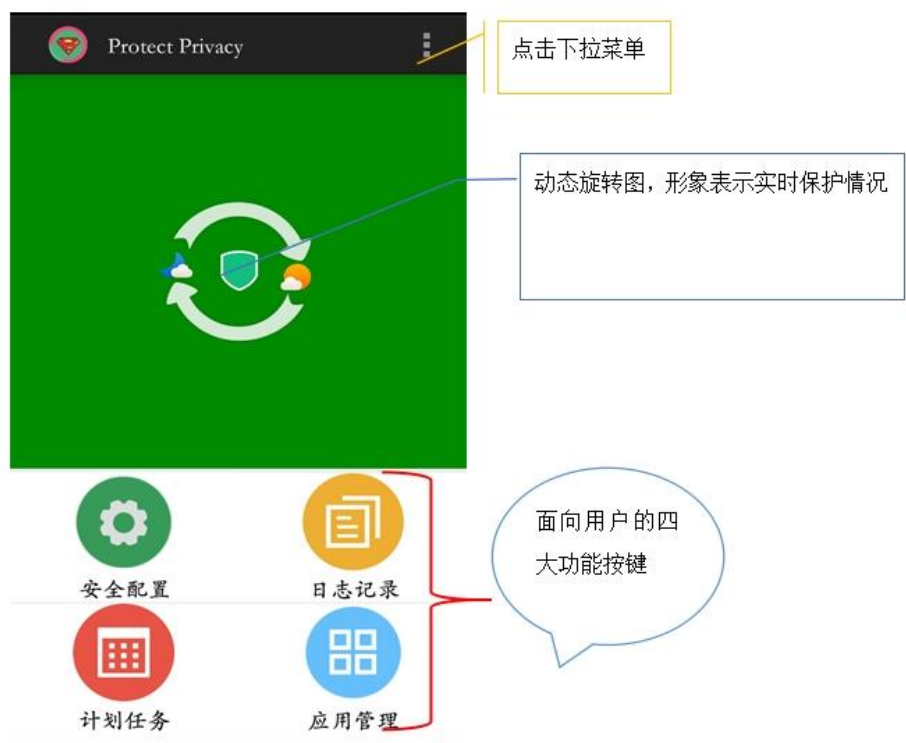 Protect Privacy
点击下拉菜单
动态旋转图，形象表示实时保护情况
面向用户的四
大功能按键
安全配置
日志记录
计划任务
应用管理